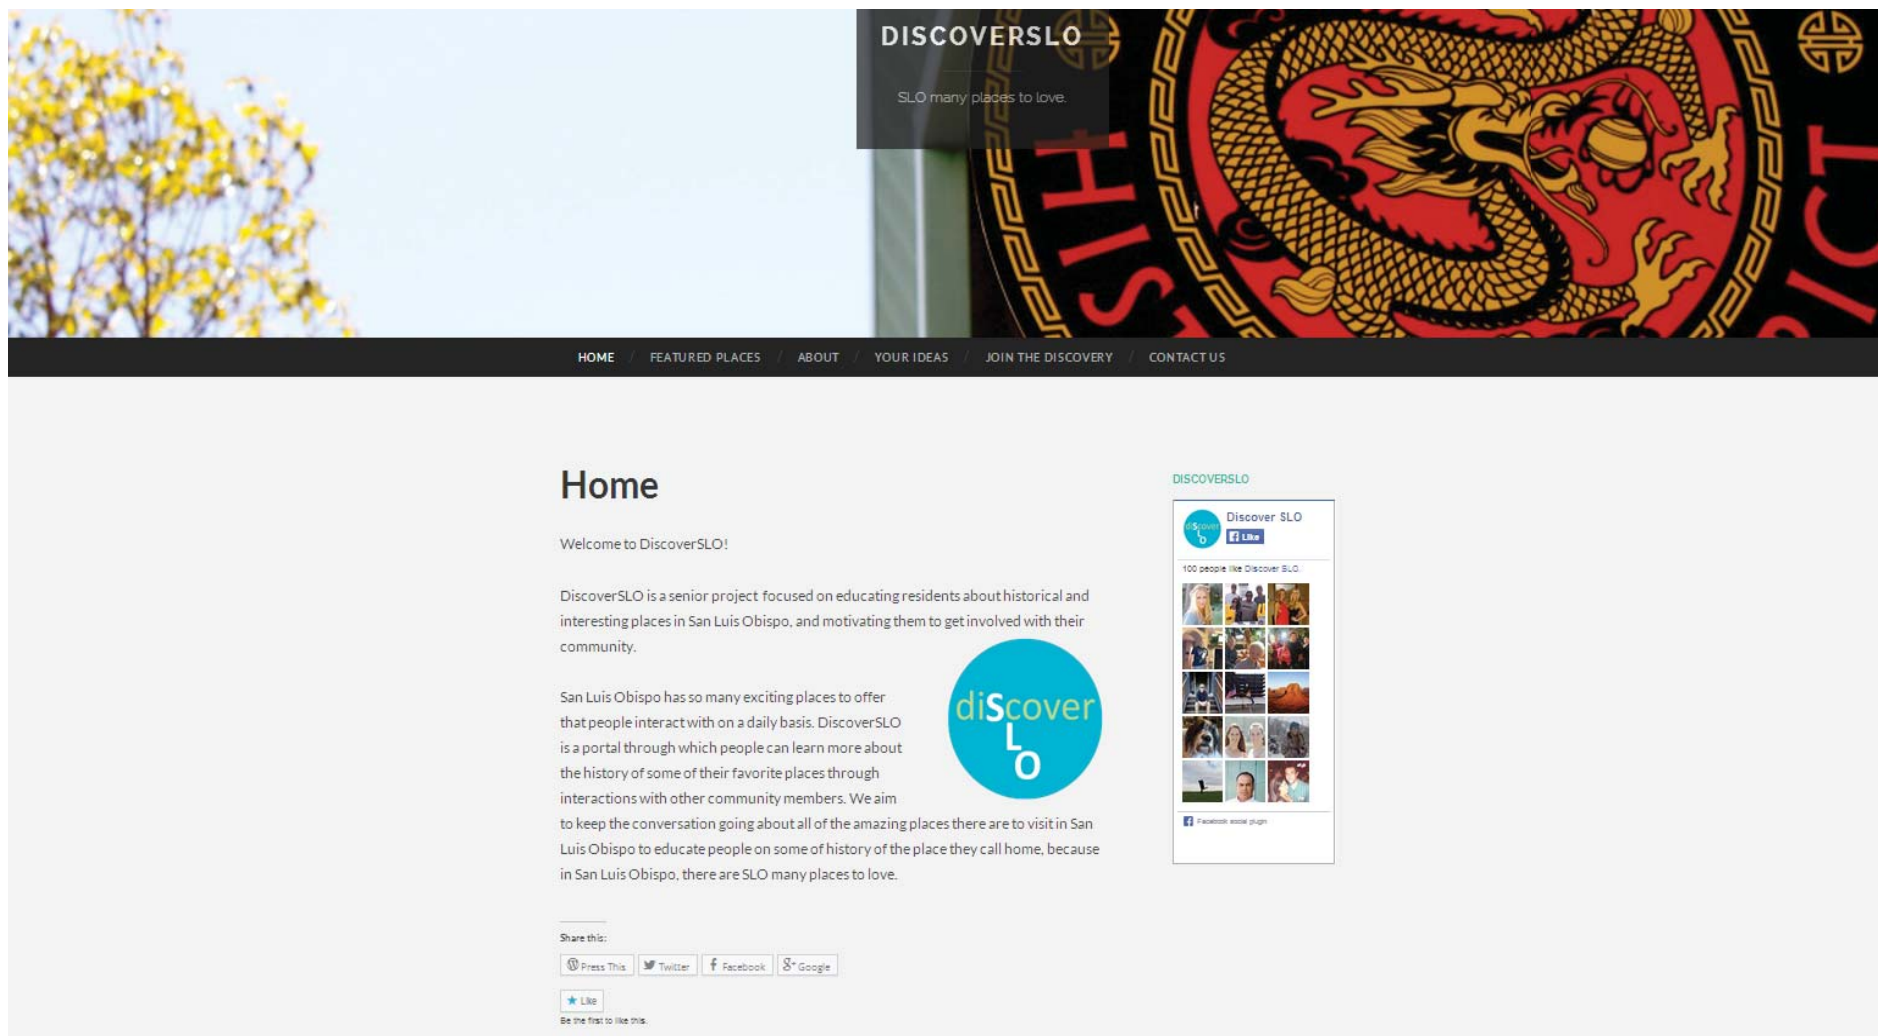 DISCOVERSLO
SLO many places to love.
HIST
RICT
HOME / FEATURED PLACES / ABOUT / YOUR IDEAS / JOIN THE DISCOVERY / CONTACT US
Home
Welcome to DiscoverSLO!
DiscoverSLO is a senior project focused on educating residents about historical and
interesting places in San Luis Obispo, and motivating them to get involved with their
community.
San Luis Obispo has so many exciting places to offer
that people interact with on a daily basis. DiscoverSLO
is a portal through which people can learn more about
the history of some of their favorite places through
interactions with other community members. We aim
to keep the conversation going about all of the amazing places there are to visit in San
Luis Obispo to educate people on some of history of the place they call home, because
in San Luis Obispo, there are SLO many places to love.
diScover
L
O
Share this:
Press This Twitter Facebook Google
Like
Be the first to like this.
DISCOVERSLO
diScover
L
O
Discover SLO
Like
100 people like Discover SLO.
Facebook social plugin